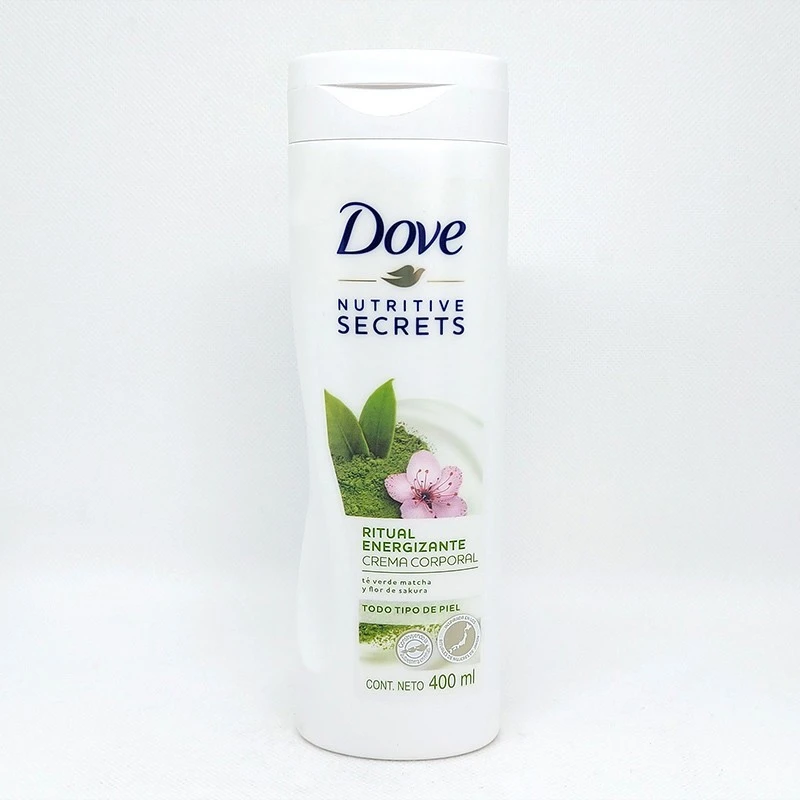 Dove
NUTRITIVE
SECRETS
RITUAL
ENERGIZANTE
CREMA CORPORAL
té verde matcha
y flor de sakura
TODO TIPO DE PIEL
CONT. NETO 400 ml